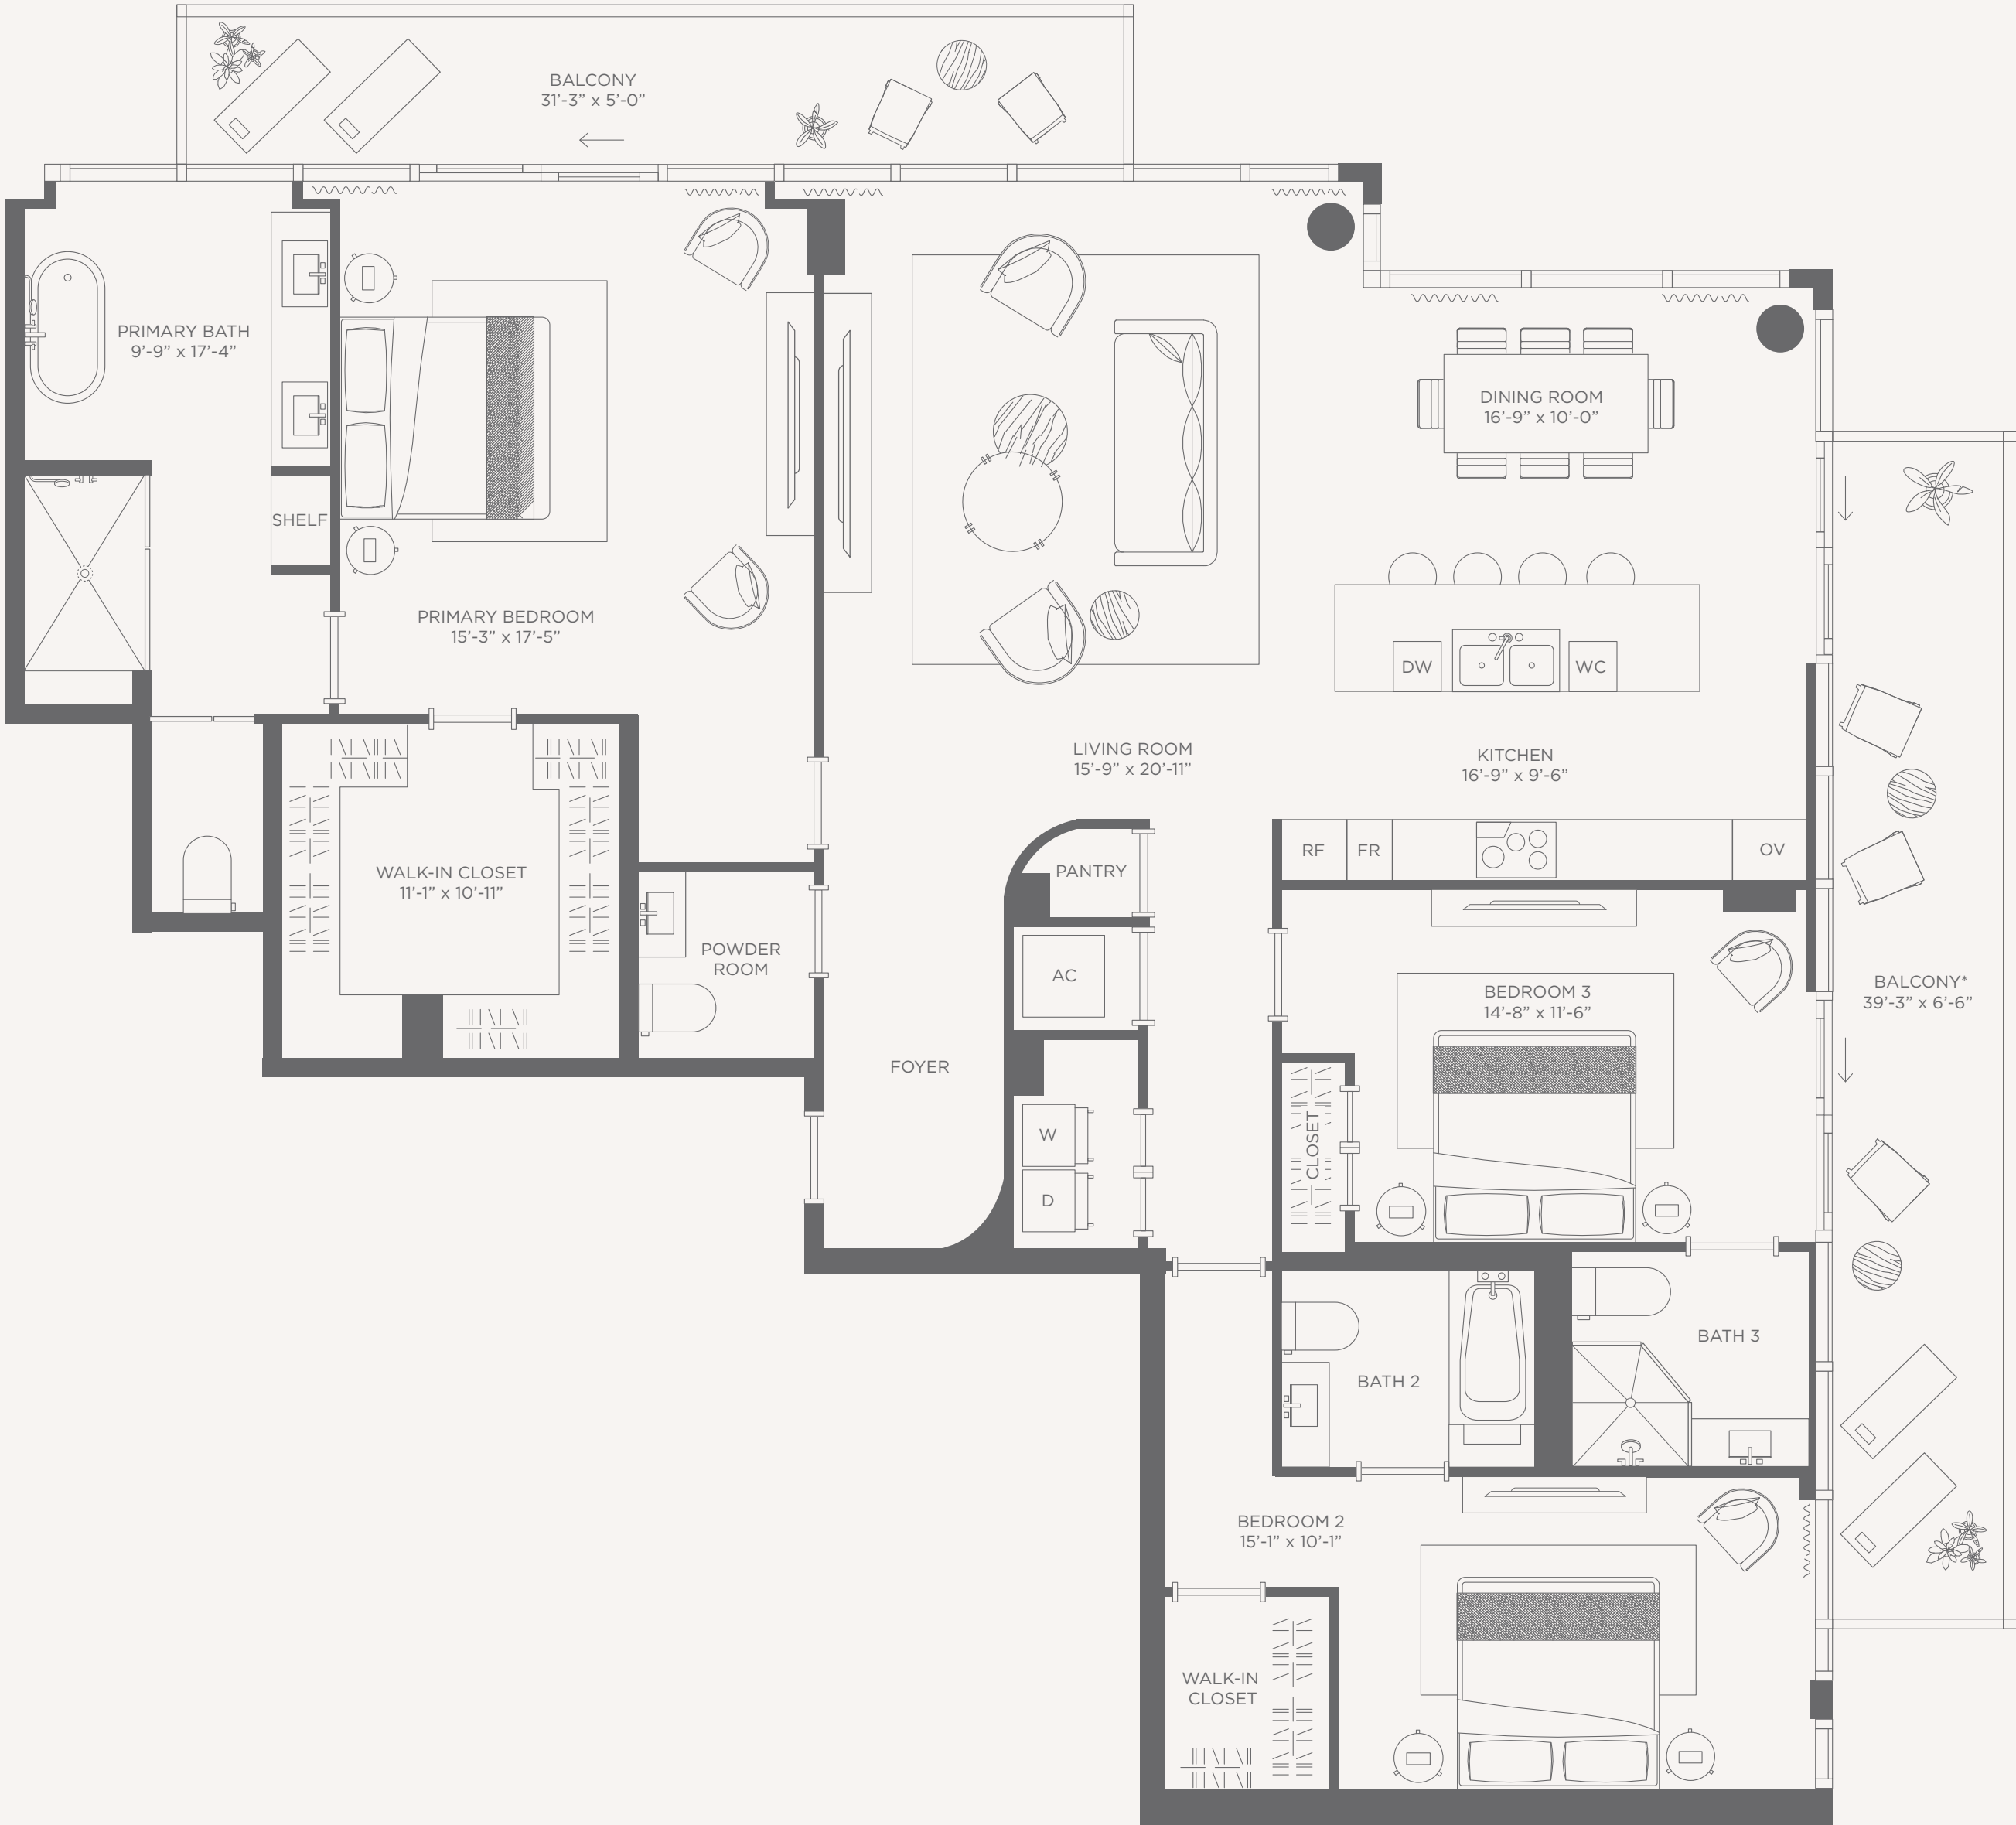 BALCONY
31’-3” x 5’-0”
PRIMARY BATH
9’-9” x 17’-4”
DINING ROOM
16’-9” x 10’-0”
SHELF
PRIMARY BEDROOM
15’-3” x 17’-5”
DW
WC
LIVING ROOM
15’-9” x 20’-11”
KITCHEN
16’-9” x 9’-6”
RF
FR
OV
WALK-IN CLOSET
11’-1” x 10’-11”
PANTRY
POWDER
ROOM
AC
BEDROOM 3
14’-8” x 11’-6”
BALCONY*
39’-3” x 6’-6”
FOYER
W
CLOSET
D
BATH 3
BATH 2
BEDROOM 2
15’-1” x 10’-1”
WALK-IN
CLOSET